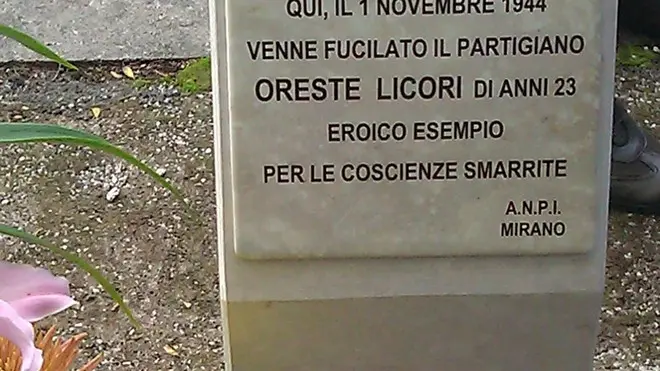 QUI, IL 1 NOVEMBRE 1944
VENNE FUCILATO IL PARTIGIANO
ORESTE LICORI DI ANNI 23
EROICO ESEMPIO
PER LE COSCIENZE SMARRITE
A.N.P.I.
MIRANO